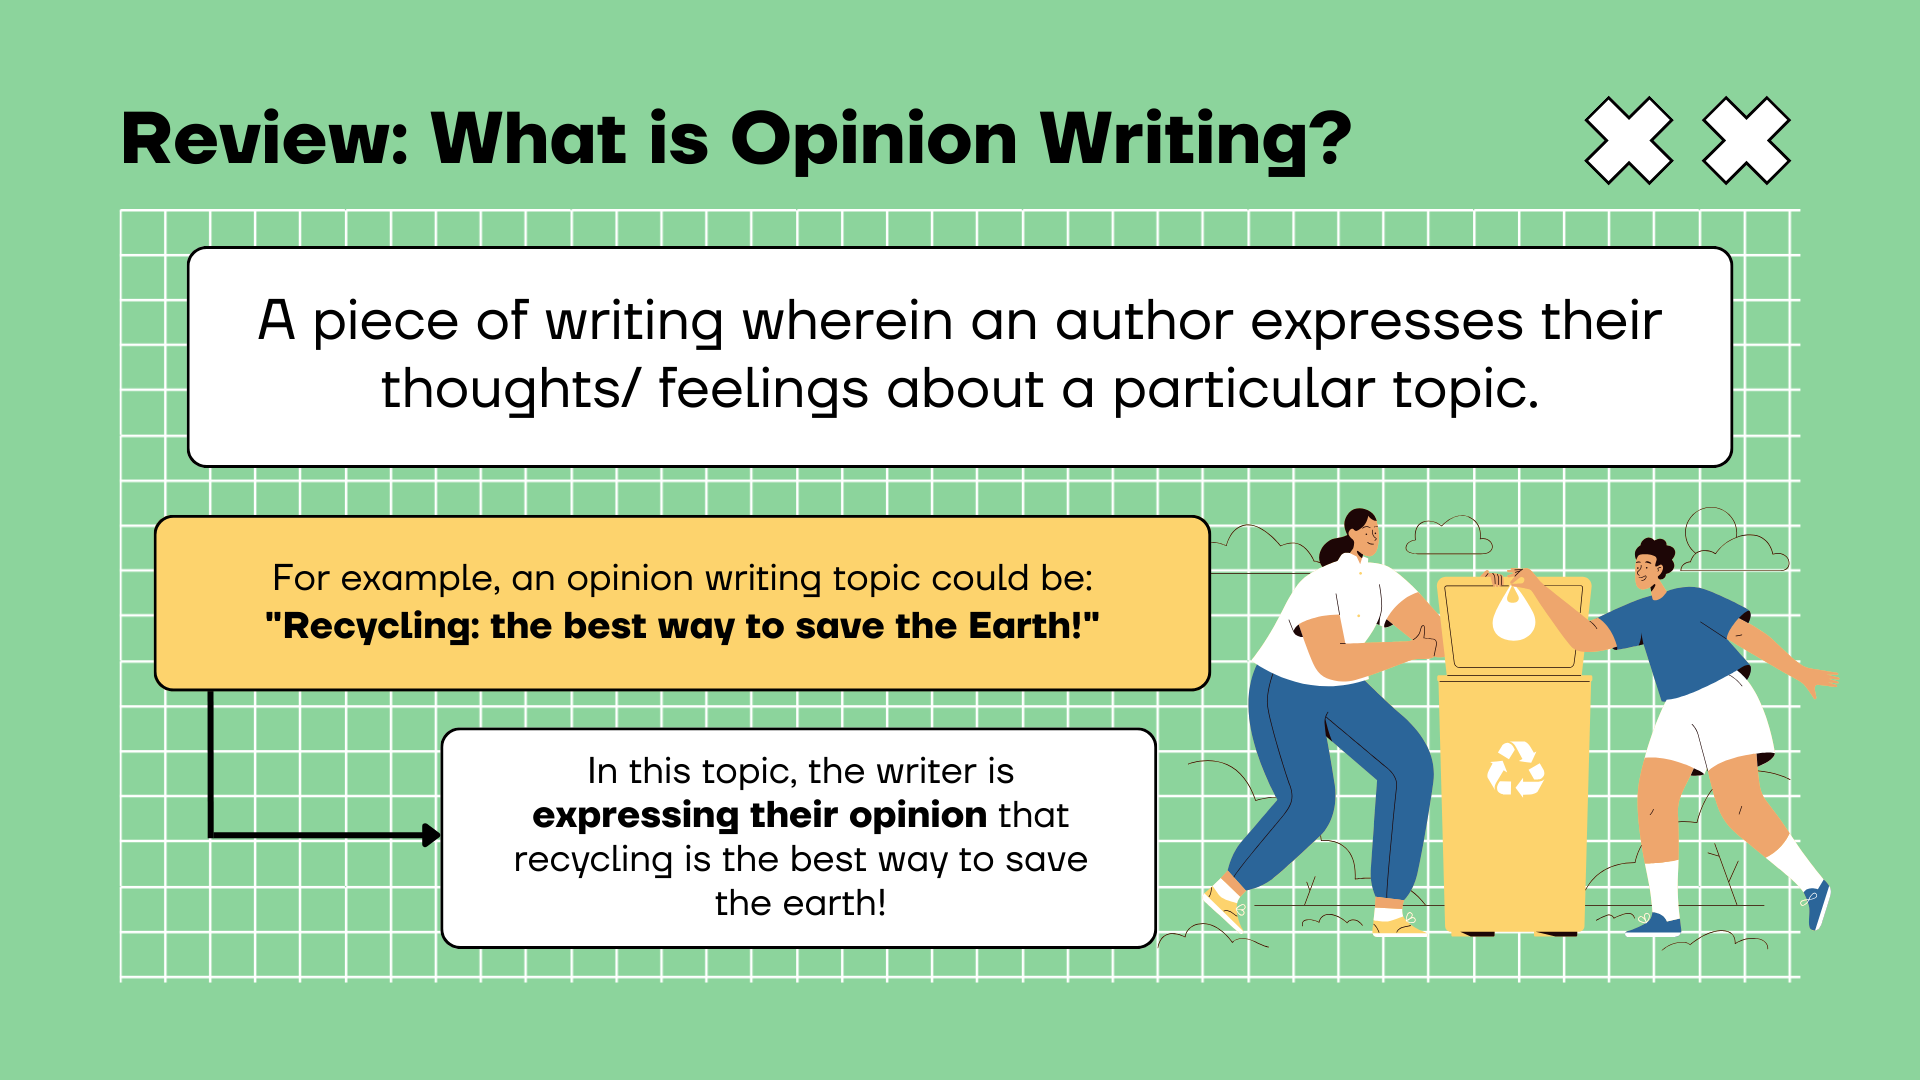 Review: What is Opinion Writing?
A piece of writing wherein an author expresses their
thoughts/ feelings about a particular topic.
For example, an opinion writing topic could be:
"Recycling: the best way to save the Earth!"
In this topic, the writer is
expressing their opinion that
recycling is the best way to save
the earth!